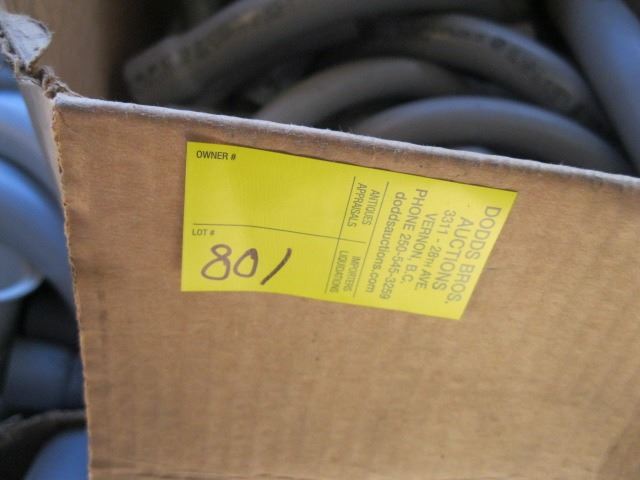 OWNER #
LOT #
801
ANTIQUES
APPRAISALS
IMPORTERS
LIQUIDATIONS
DODDS BROS.
AUCTIONS
3311 - 28TH AVE.
VERNON, B.C.
PHONE 250-545-3259
doddsauctions.com